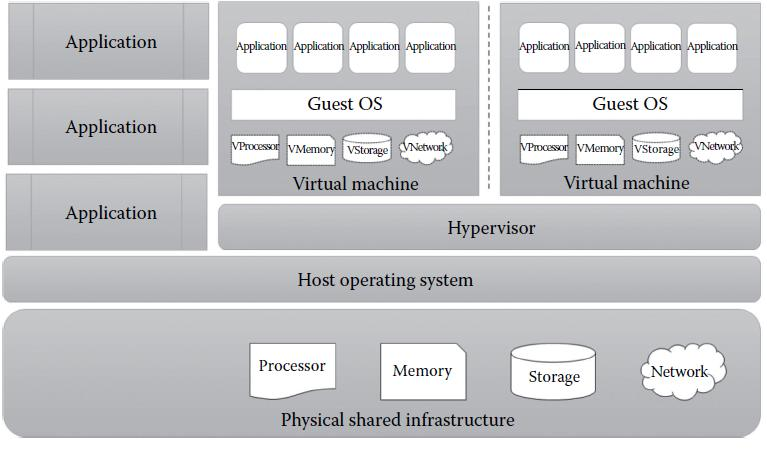 Application
Application
Application
Application Application Application Application
Guest OS
VProcessor VMemory VStorage VNetwork
Virtual machine
Application Application Application Application
Guest OS
VProcessor VMemory VStorage VNetwork
Virtual machine
Hypervisor
Host operating system
Processor Memory Storage Network
Physical shared infrastructure